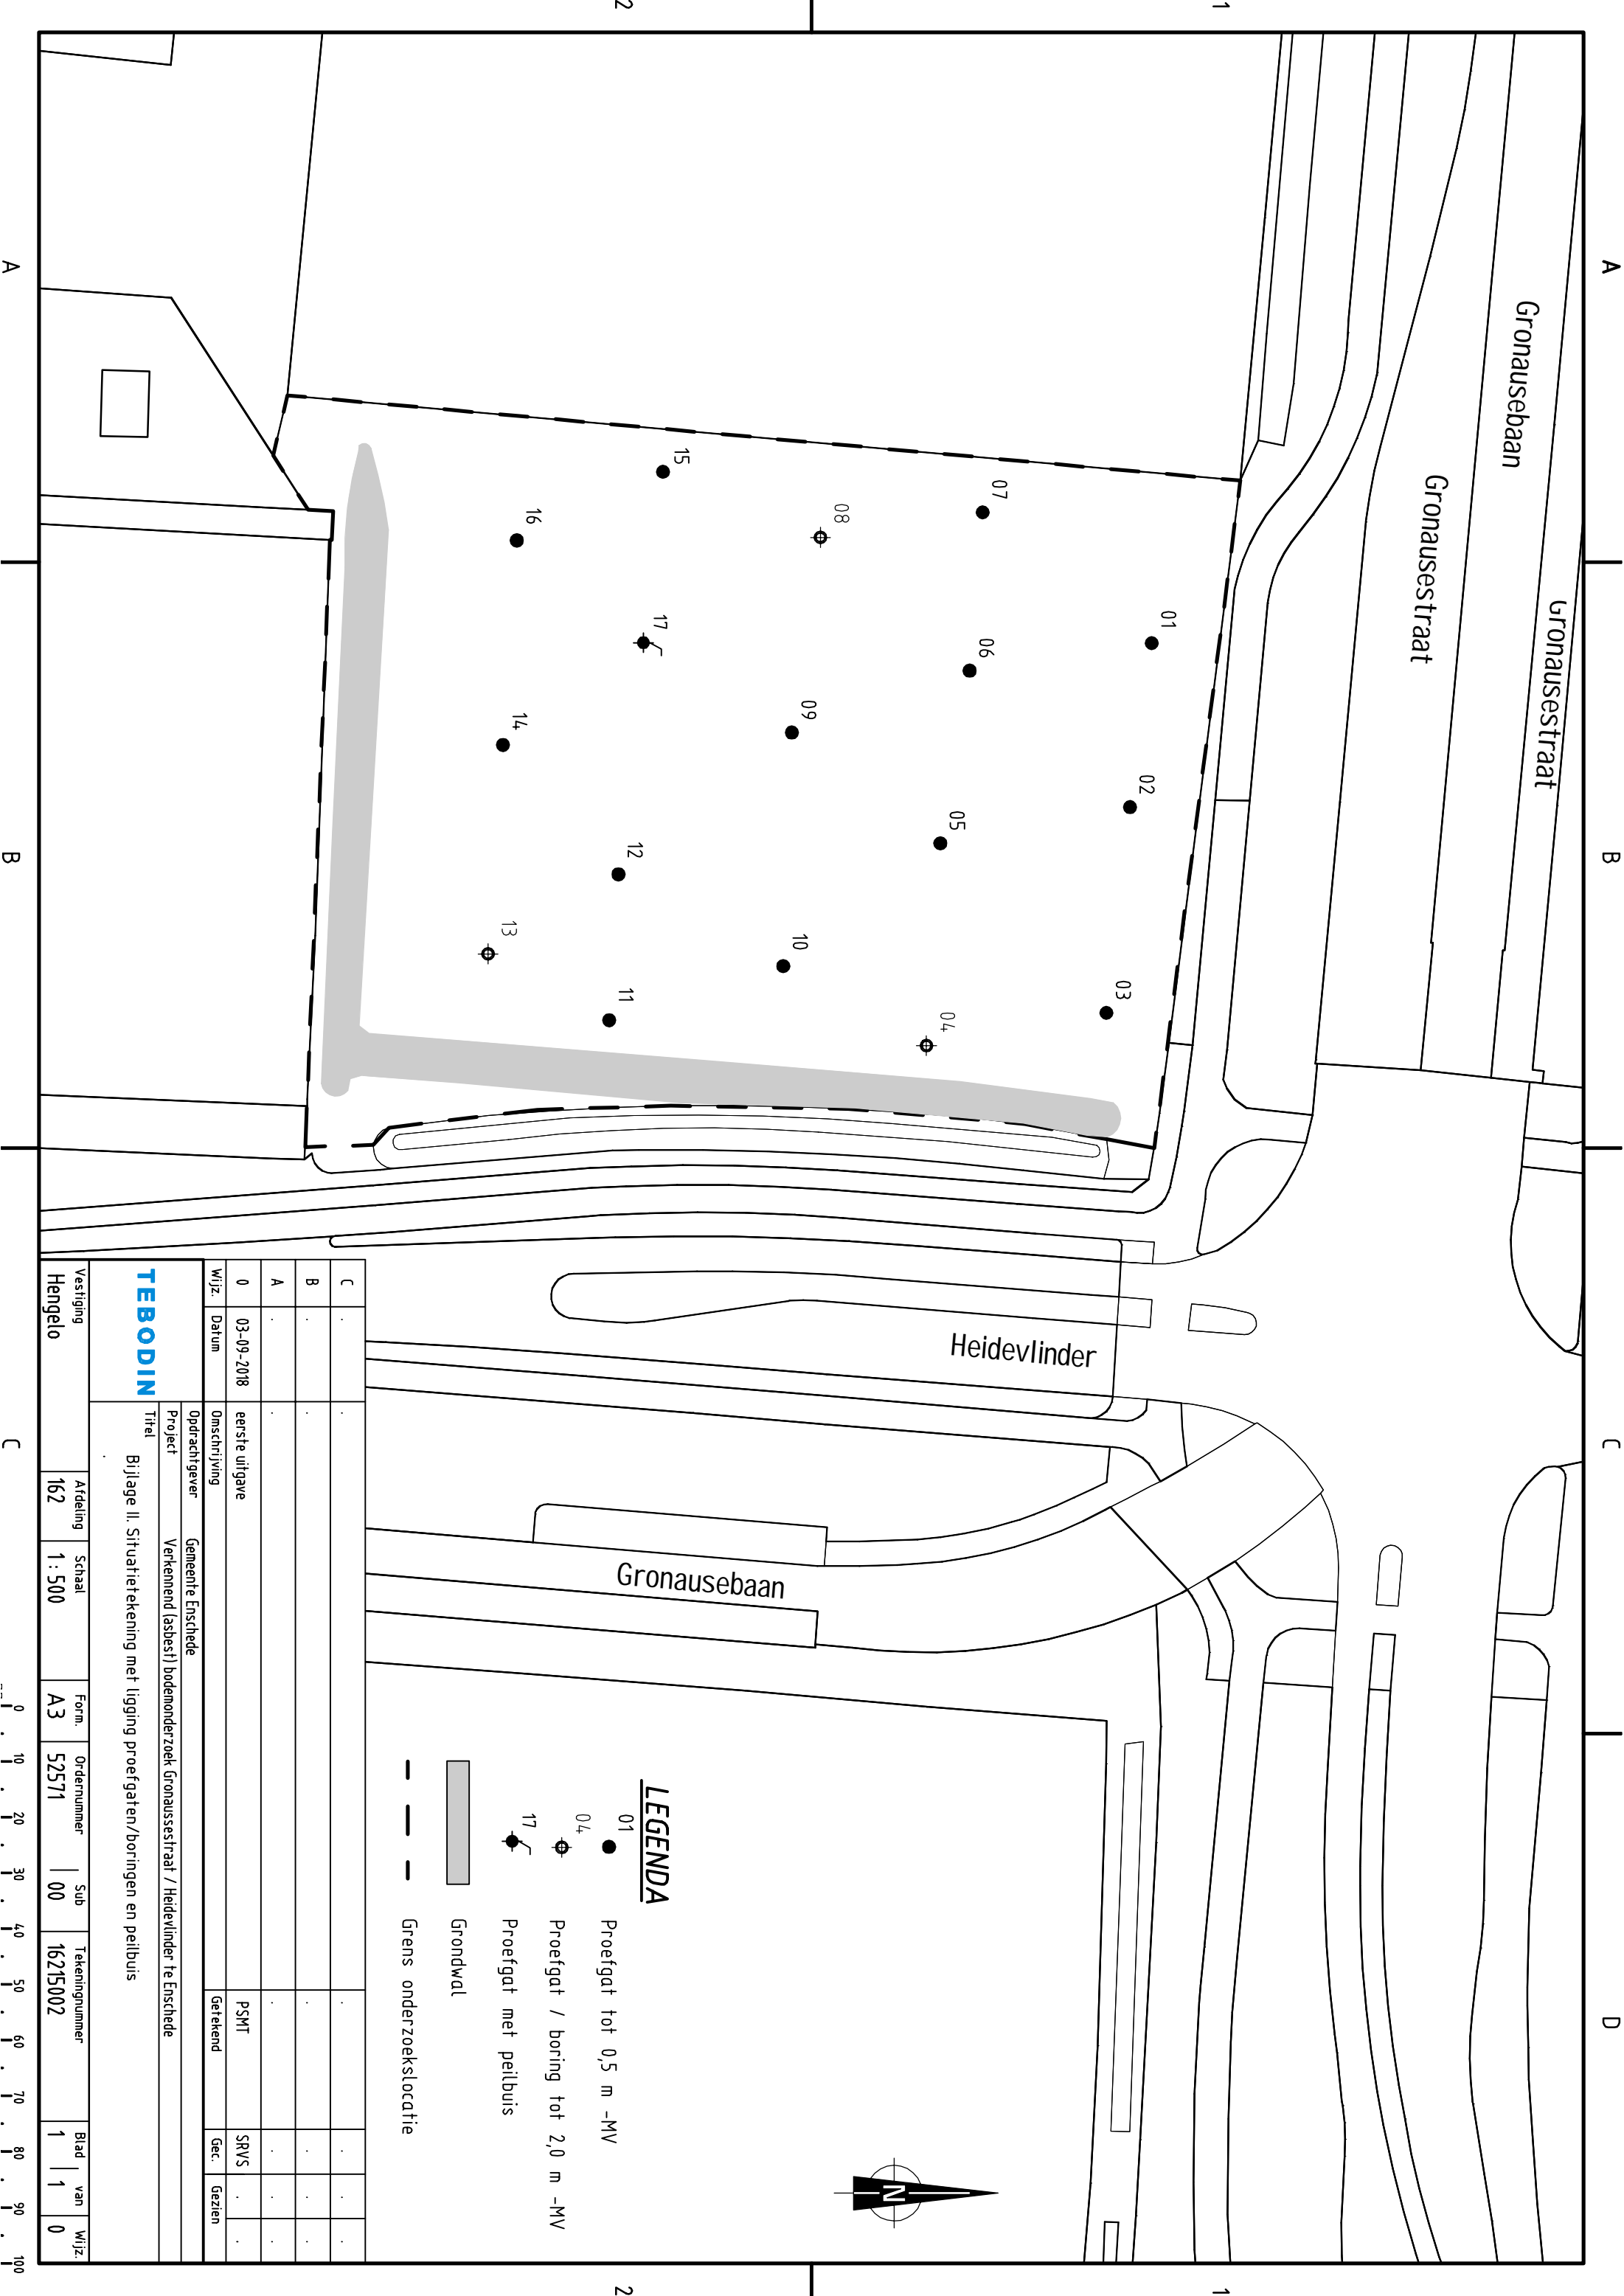 A
B
C
D
1
2
Gronausebaan
Gronausestraat
Gronausestraat
01
02
03
07
06
05
04
08
09
10
15
17
12
11
16
14
13
Heidevlinder
Gronausebaan
LEGENDA
01 Proefgat tot 0,5 m -MV
04 Proefgat / boring tot 2,0 m -MV
17 Proefgat met peilbuis
Grondwal
Grens onderzoekslocatie
N
C . . . . . .
B . . . . . .
A . . . . . .
0 03-09-2018 eerste uitgave PSMT SRVS . .
Wijz. Datum Omschrijving Getekend Gec. Gezien
TEBODIN
Opdrachtgever Gemeente Enschede
Project Verkennend (asbest) bodemonderzoek Gronaussestraat / Heidevlinder te Enschede
Titel
Bijlage II. Situatietekening met ligging proefgaten/boringen en peilbuis
.
Vestiging Afdeling Schaal Form. Ordernummer Sub Tekeningnummer Blad van Wijz.
Hengelo 162 1:500 A3 52571 00 16215002 1 1 0
0 10 20 30 40 50 60 70 80 90 100
A
B
C
1
2